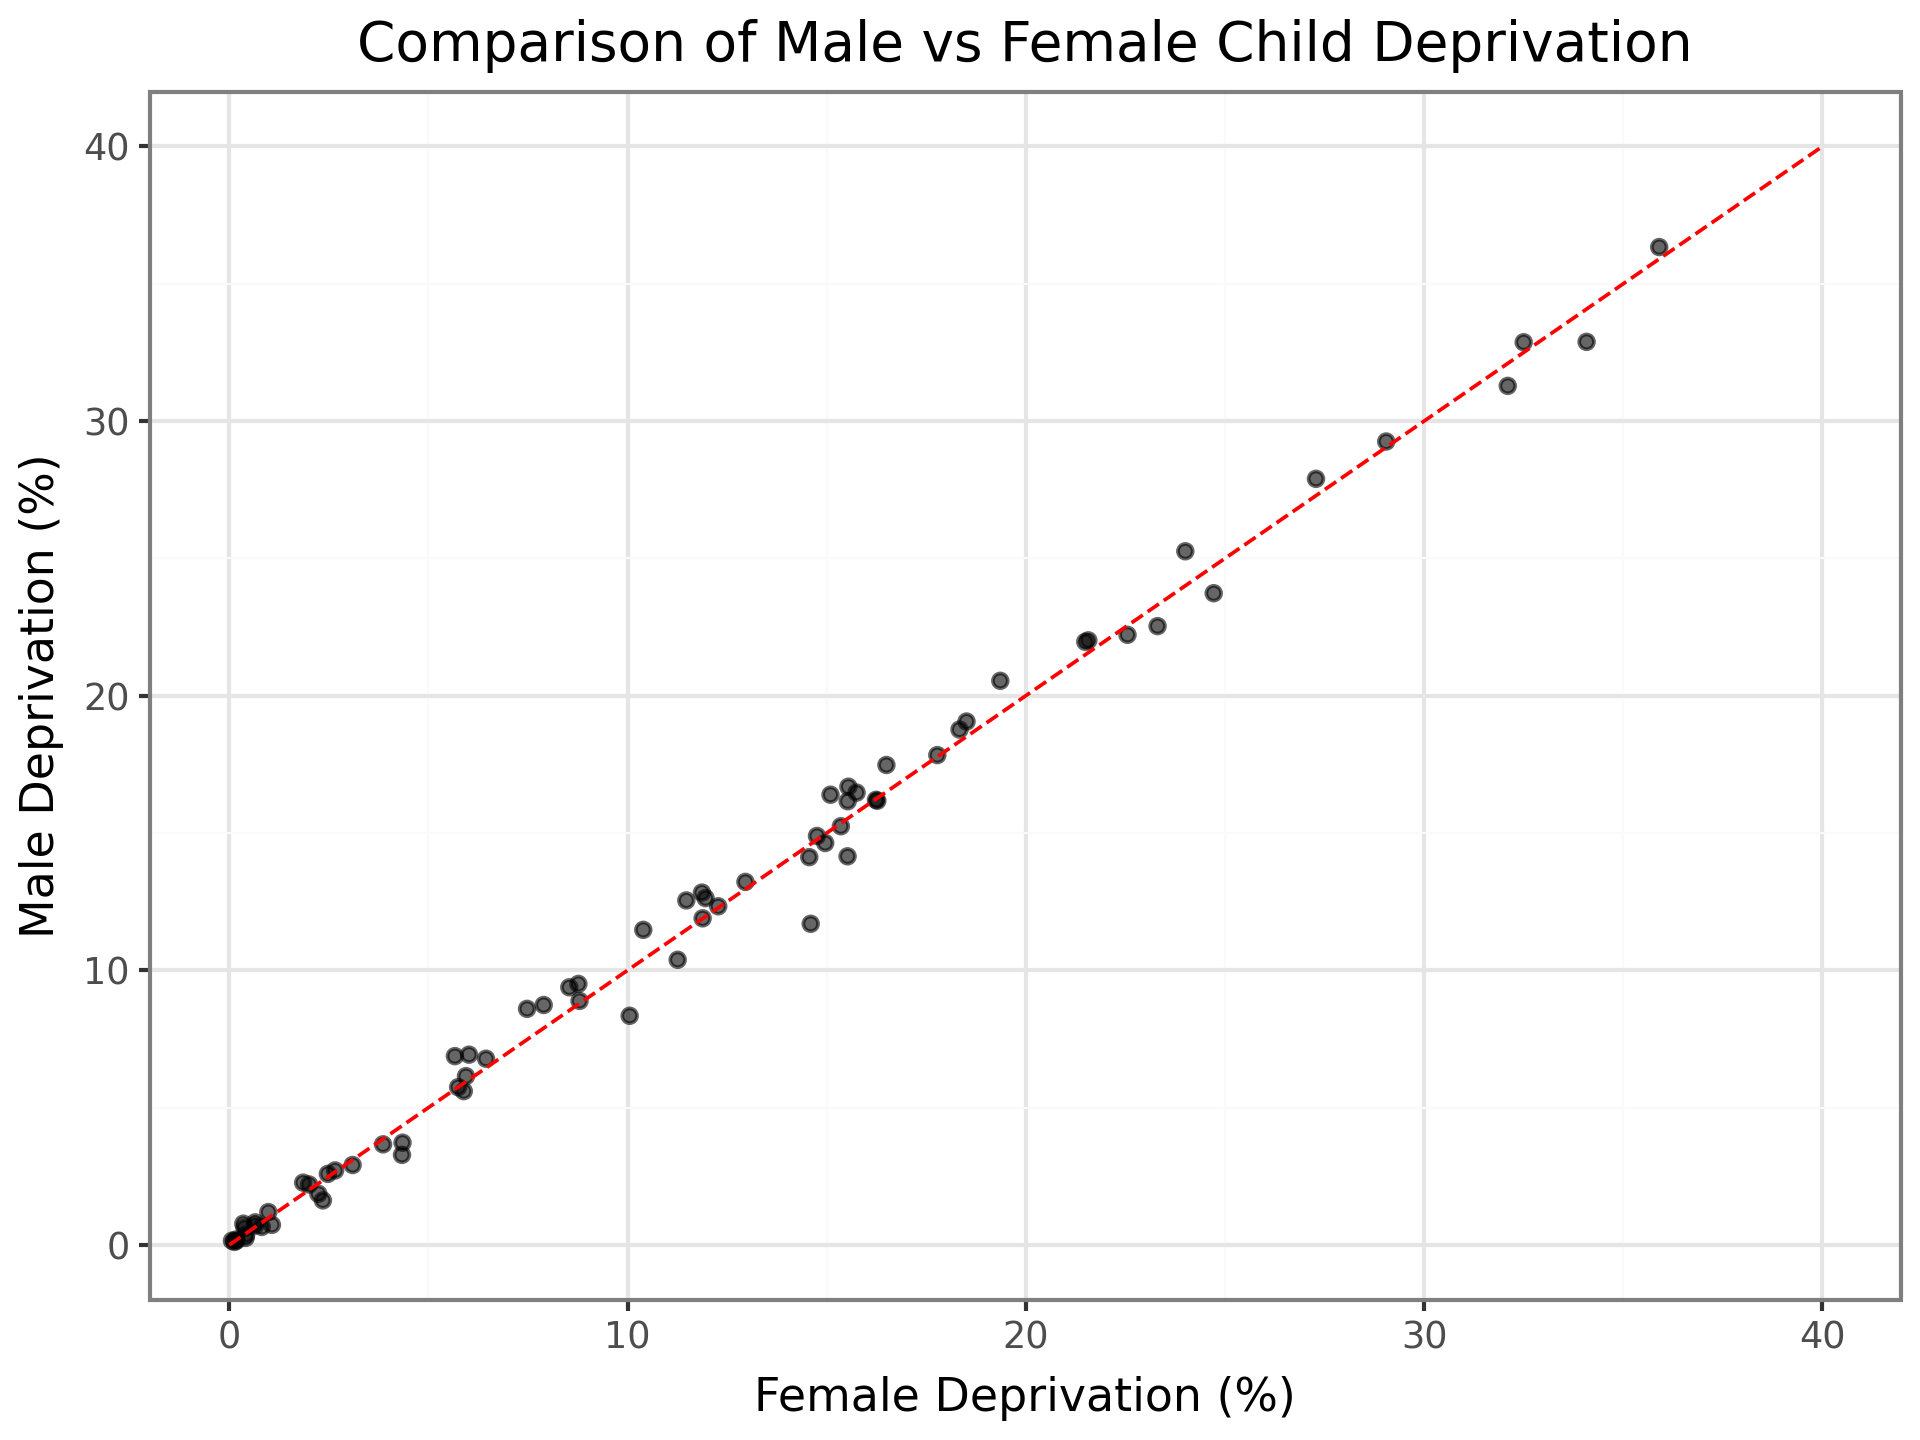 Comparison of Male vs Female Child Deprivation
40
30
20
10
0
Male Deprivation (%)
0 10 20 30 40
Female Deprivation (%)